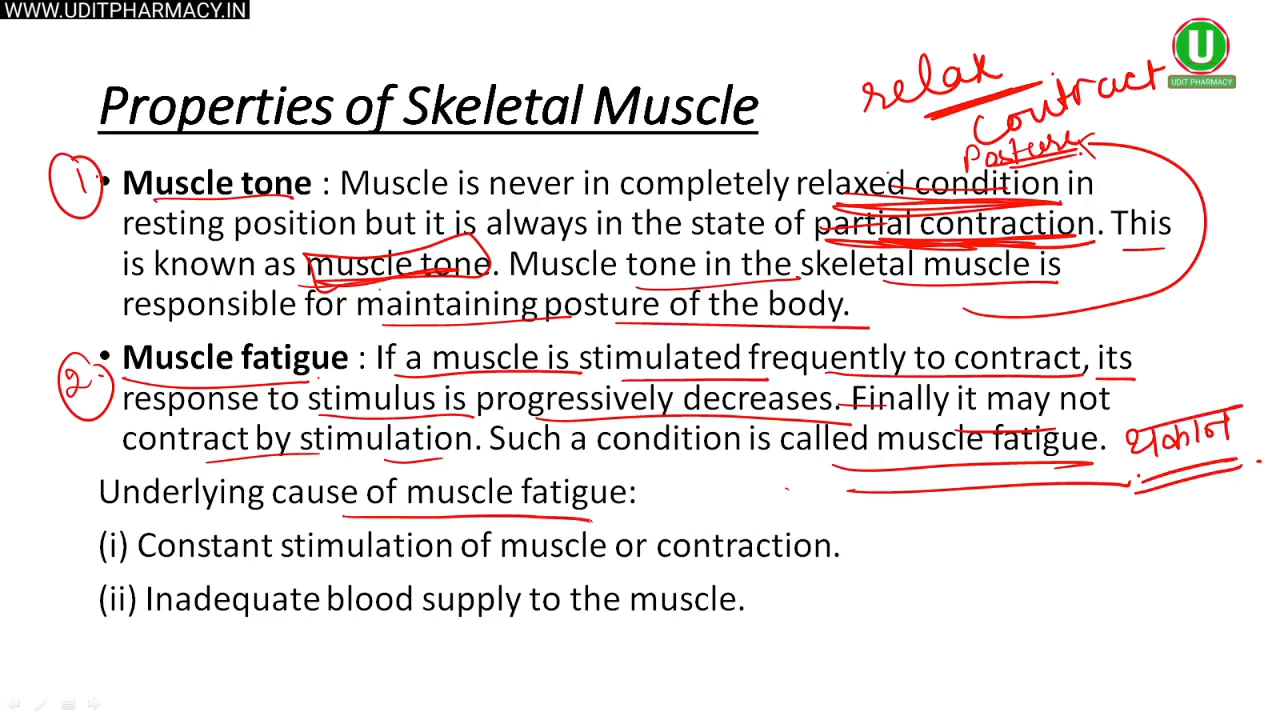 WWW.UDITPHARMACY.IN
U
UDIT PHARMACY
relax
contract
Posture
Properties of Skeletal Muscle
1
• Muscle tone : Muscle is never in completely relaxed condition in
resting position but it is always in the state of partial contraction. This
is known as muscle tone. Muscle tone in the skeletal muscle is
responsible for maintaining posture of the body.
2
• Muscle fatigue : If a muscle is stimulated frequently to contract, its
response to stimulus is progressively decreases. Finally it may not
contract by stimulation. Such a condition is called muscle fatigue.
थकान
Underlying cause of muscle fatigue:
(i) Constant stimulation of muscle or contraction.
(ii) Inadequate blood supply to the muscle.